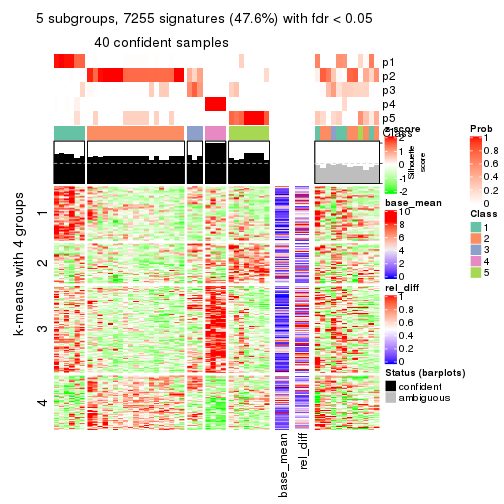 5 subgroups, 7255 signatures (47.6%) with fdr < 0.05
40 confident samples
p1
p2
p3
p4
p5
Class
z-score
2
1
0
-1
-2
Silhouette
score
Prob
1
0.8
0.6
0.4
0.2
0
base_mean
10
8
6
4
2
0
Class
1
2
3
4
5
rel_diff
1
0.8
0.6
0.4
0.2
0
Status (barplots)
confident
ambiguous
k-means with 4 groups
1
2
3
4
base_mean
rel_diff